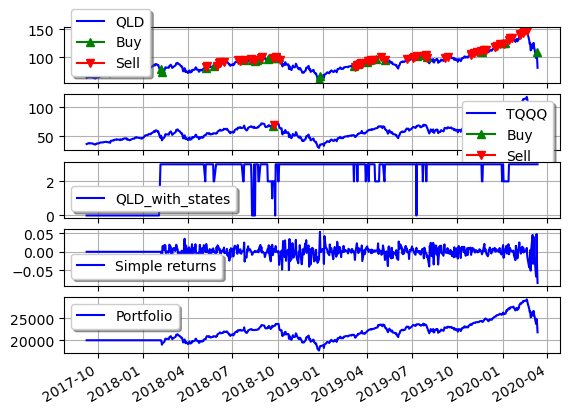 QLD
Buy
Sell
150
100
TQQQ
Buy
Sell
100
50
QLD_with_states
2
0
Simple returns
0.05
0.00
−0.05
Portfolio
25000
20000
2017-10
2018-01
2018-04
2018-07
2018-10
2019-01
2019-04
2019-07
2019-10
2020-01
2020-04